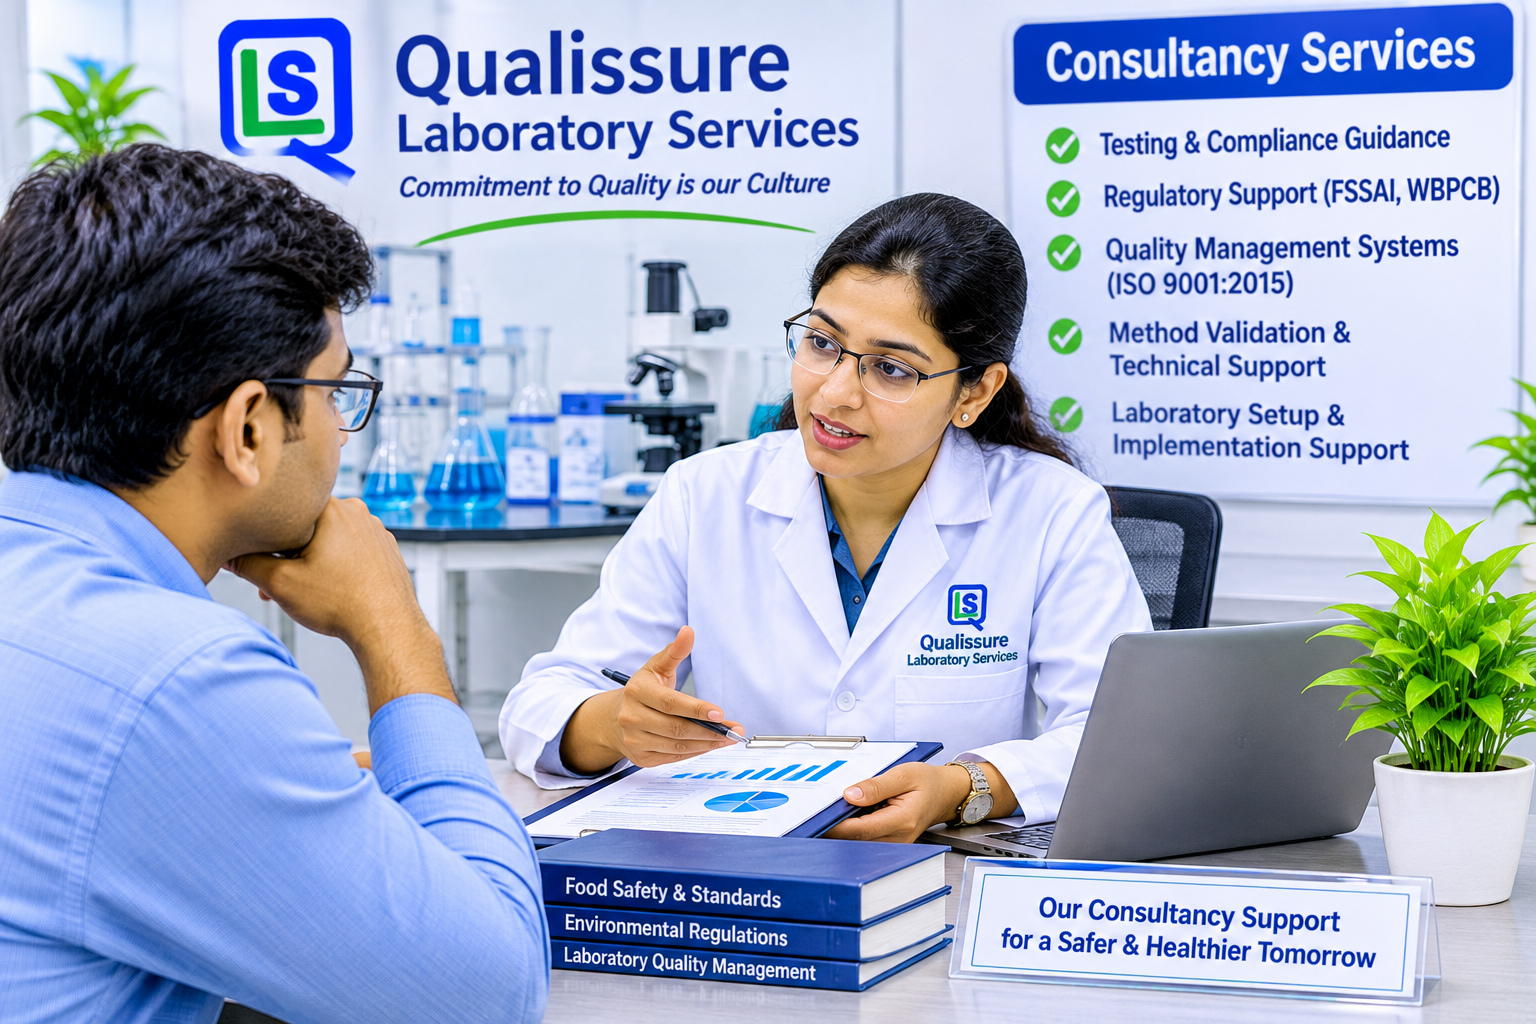 LS
Qualissure
Laboratory Services
Commitment to Quality is our Culture
Consultancy Services
Testing & Compliance Guidance
Regulatory Support (FSSAI, WBPCB)
Quality Management Systems
(ISO 9001:2015)
Method Validation &
Technical Support
Laboratory Setup &
Implementation Support
LS
Qualissure
Laboratory Services
Food Safety & Standards
Environmental Regulations
Laboratory Quality Management
Our Consultancy Support
for a Safer & Healthier Tomorrow